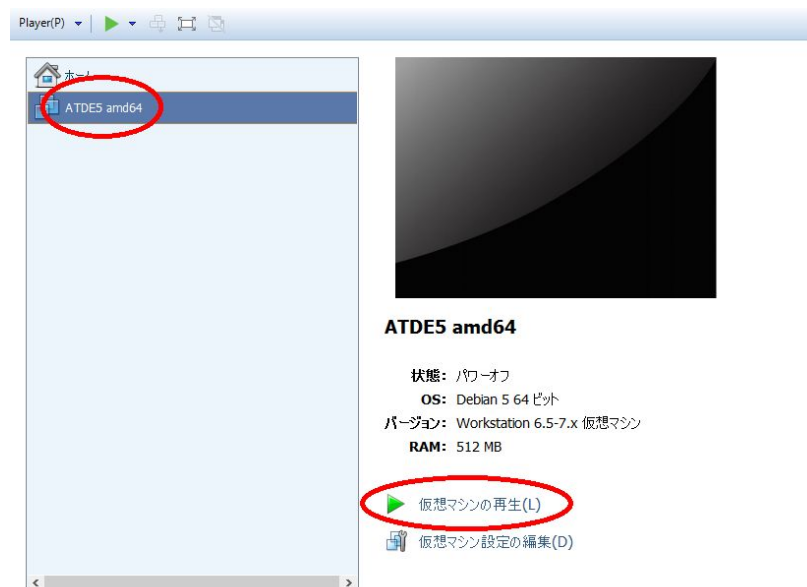 Player(P)
ホーム
ATDE5 amd64
ATDE5 amd64
状態: パワーオフ
OS: Debian 5 64 ビット
バージョン: Workstation 6.5-7.x 仮想マシン
RAM: 512 MB
仮想マシンの再生(L)
仮想マシン設定の編集(D)